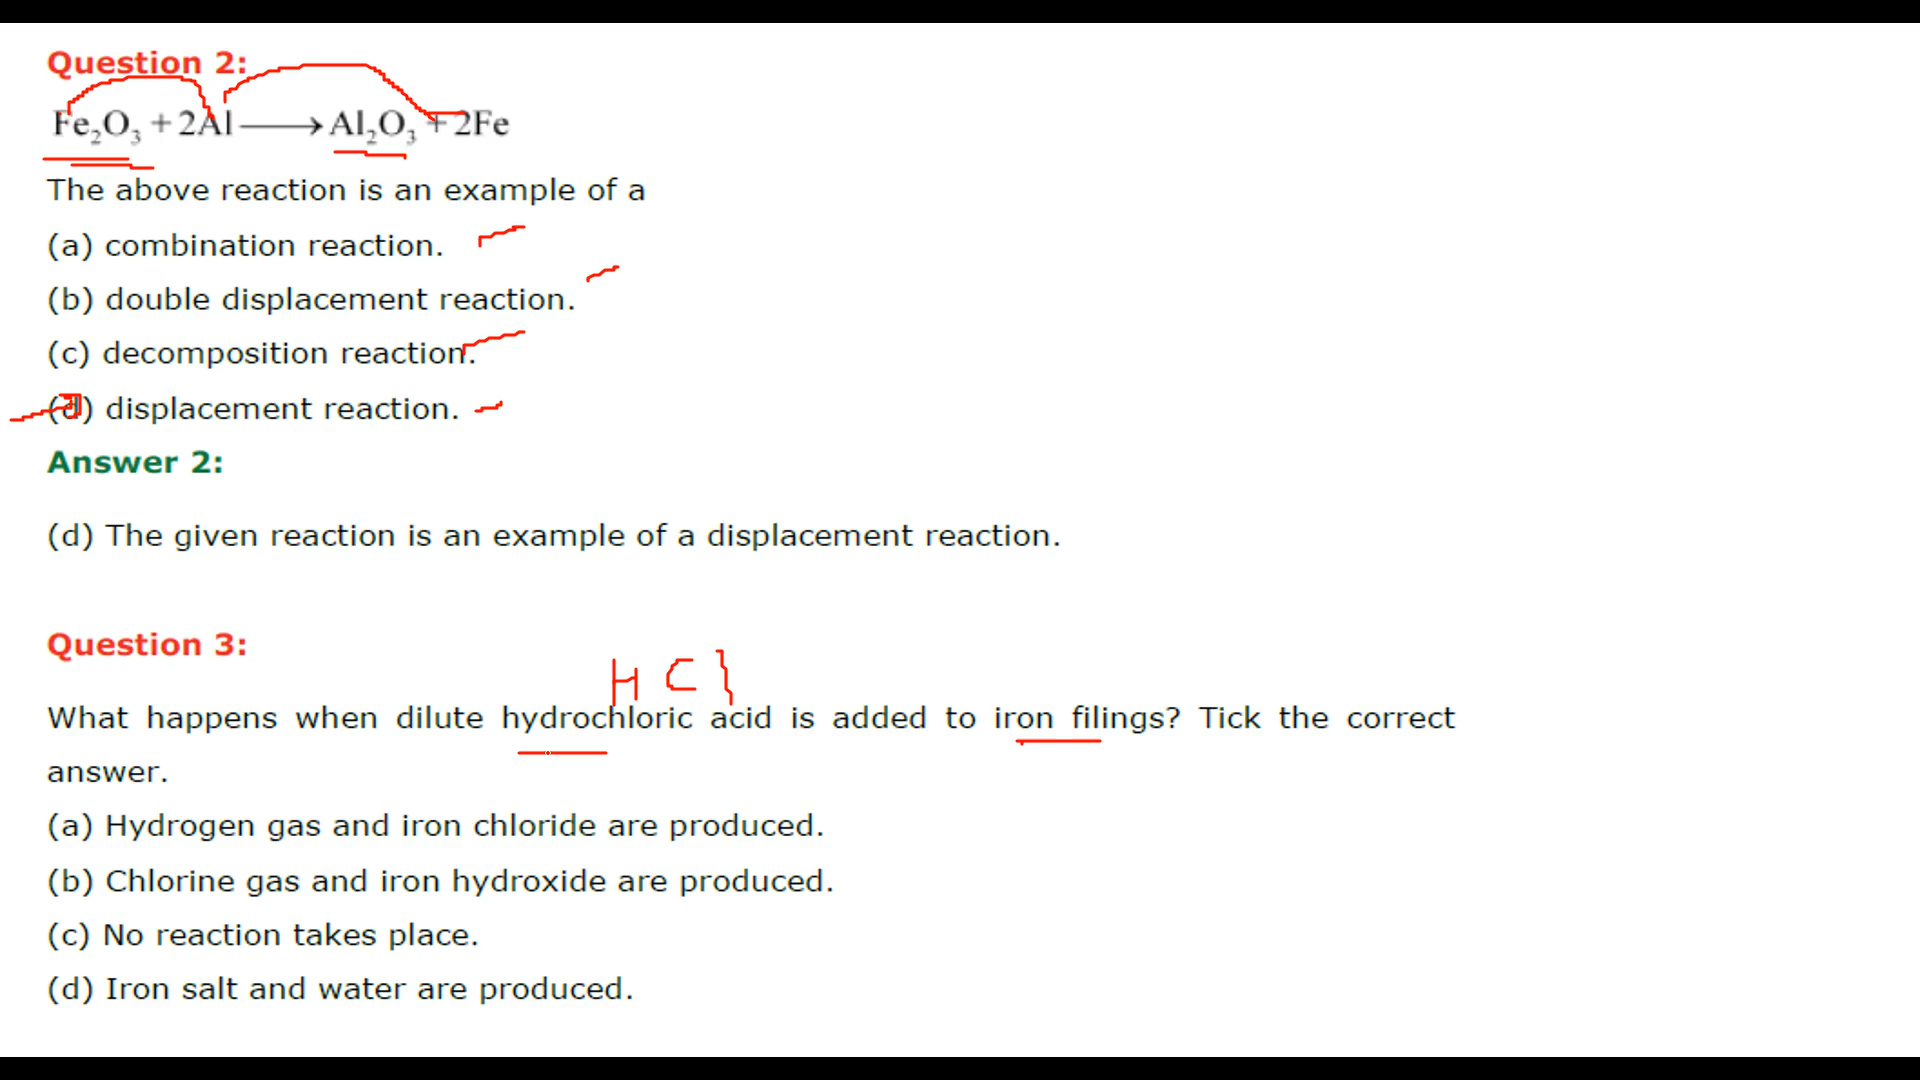 Question 2:
Fe₂O₃ + 2Al ⟶ Al₂O₃ + 2Fe
The above reaction is an example of a
(a) combination reaction.
(b) double displacement reaction.
(c) decomposition reaction.
(d) displacement reaction.
Answer 2:
(d) The given reaction is an example of a displacement reaction.
Question 3:
H Cl
What happens when dilute hydrochloric acid is added to iron filings? Tick the correct
answer.
(a) Hydrogen gas and iron chloride are produced.
(b) Chlorine gas and iron hydroxide are produced.
(c) No reaction takes place.
(d) Iron salt and water are produced.